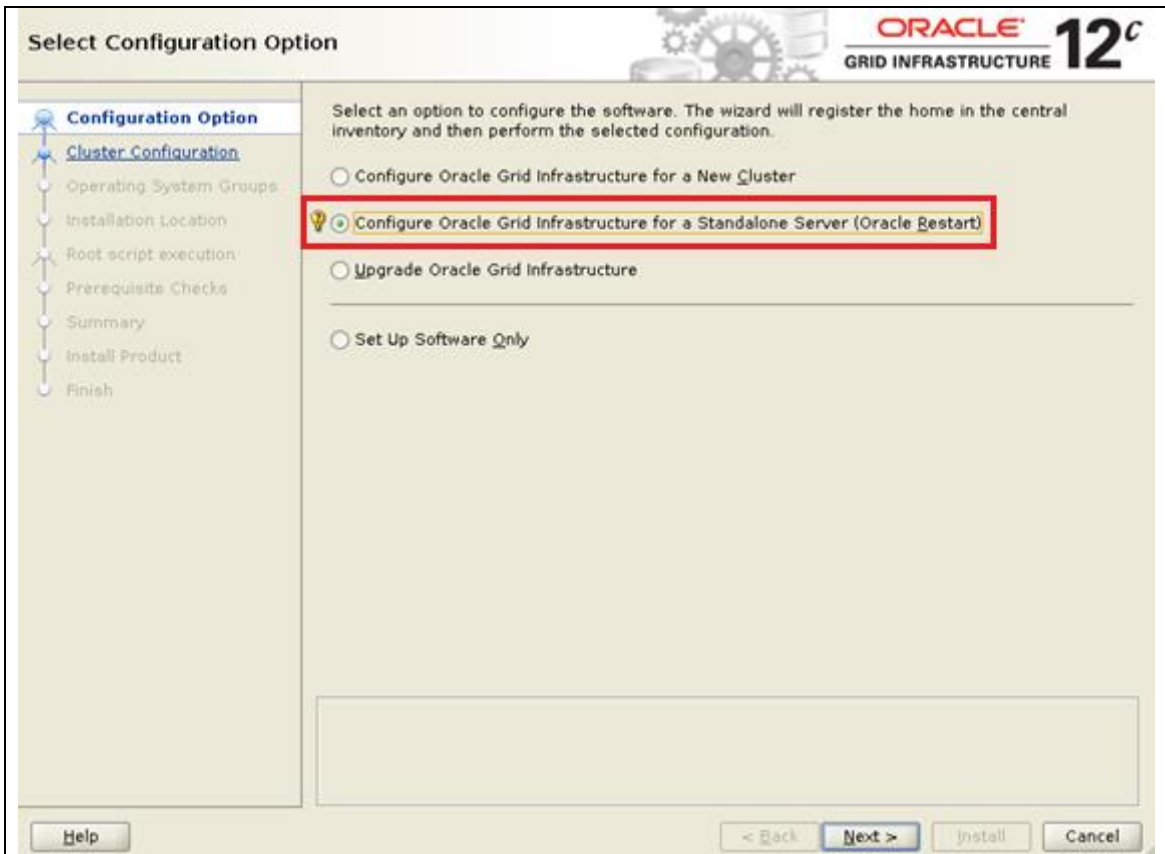 Select Configuration Option
ORACLE
GRID INFRASTRUCTURE
12c
Configuration Option
Cluster Configuration
Operating System Groups
Installation Location
Root script execution
Prerequisite Checks
Summary
Install Product
Finish
Select an option to configure the software. The wizard will register the home in the central
inventory and then perform the selected configuration.
Configure Oracle Grid Infrastructure for a New Cluster
Configure Oracle Grid Infrastructure for a Standalone Server (Oracle Restart)
Upgrade Oracle Grid Infrastructure
Set Up Software Only
Help
< Back
Next >
Install
Cancel